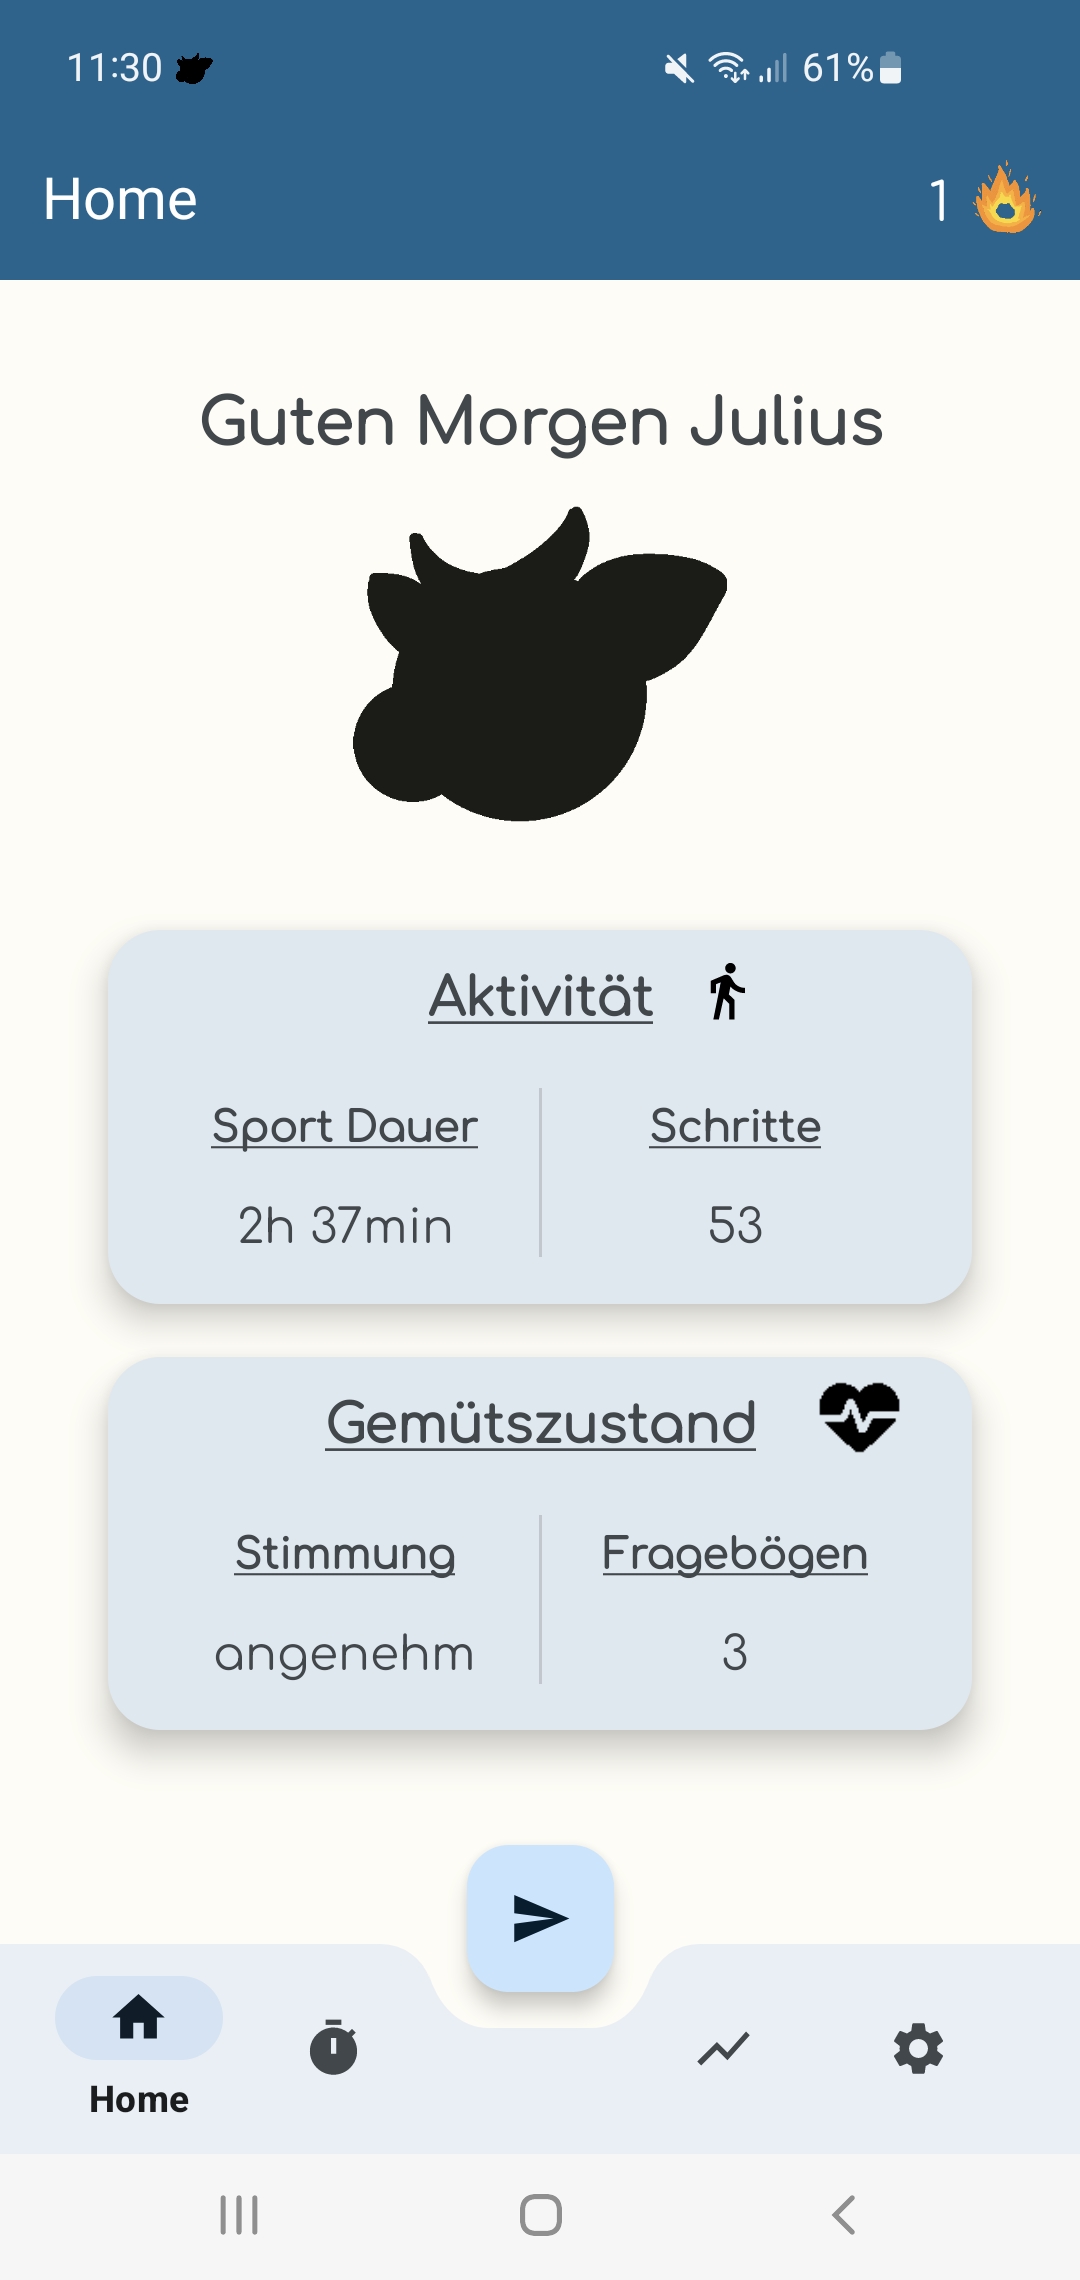 11:30
61%
Home
1
Guten Morgen Julius
Aktivität
Sport Dauer
Schritte
2h 37min
53
Gemütszustand
Stimmung
Fragebögen
angenehm
3
Home